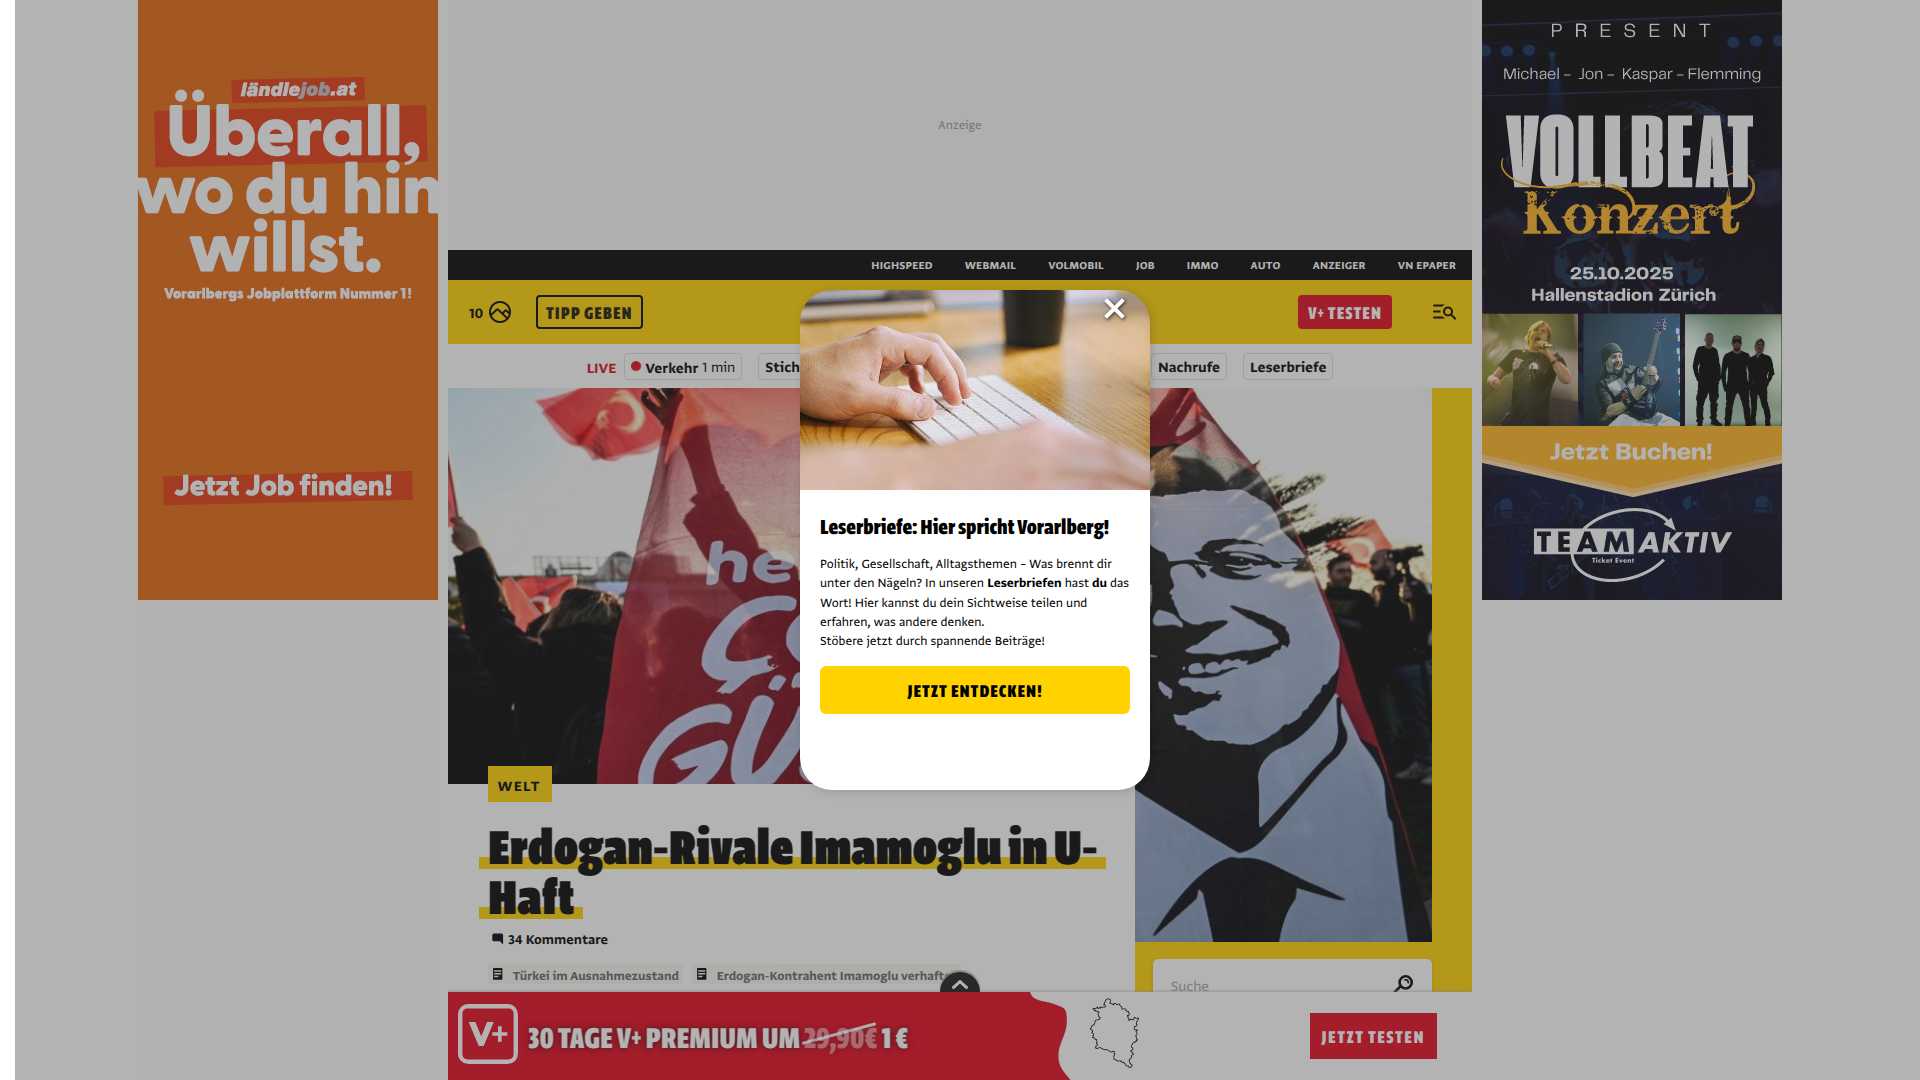 ländlejob.at
Überall,
wo du hin
willst.
Vorarlbergs Jobplattform Nummer 1!
Jetzt Job finden!
Anzeige
HIGHSPEED WEBMAIL VOLMOBIL JOB IMMO AUTO ANZEIGER VN EPAPER
10 TIPP GEBEN V+ TESTEN
LIVE Verkehr 1 min Stich Nachrufe Leserbriefe
Leserbriefe: Hier spricht Vorarlberg!
Politik, Gesellschaft, Alltagsthemen – Was brennt dir
unter den Nägeln? In unseren Leserbriefen hast du das
Wort! Hier kannst du dein Sichtweise teilen und
erfahren, was andere denken.
Stöbere jetzt durch spannende Beiträge!
JETZT ENTDECKEN!
WELT
Erdogan-Rivale Imamoglu in U-
Haft
34 Kommentare
Türkei im Ausnahmezustand Erdogan-Kontrahent Imamoglu verhafte
Suche
V+ 30 TAGE V+ PREMIUM UM 29,90€ 1 € JETZT TESTEN
PRESENT
Michael – Jon – Kaspar – Flemming
VOLLBEAT
Konzert
25.10.2025
Hallenstadion Zürich
Jetzt Buchen!
TEAM AKTIV
Ticket Event